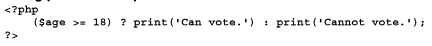 <?php
($age >= 18) ? print('Can vote.') : print('Cannot vote.');
?>